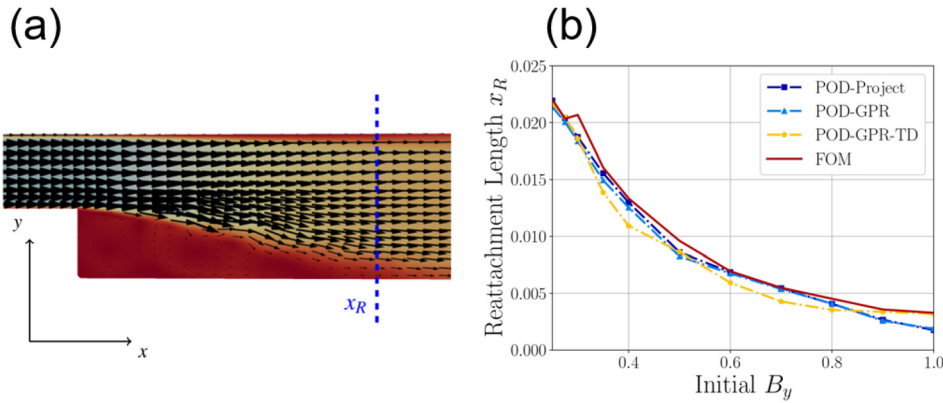 (a)
y
x
x_R
(b)
Reattachment Length x_R
0.025
0.020
0.015
0.010
0.005
0.000
POD-Project
POD-GPR
POD-GPR-TD
FOM
0.4 0.6 0.8 1.0
Initial B_y